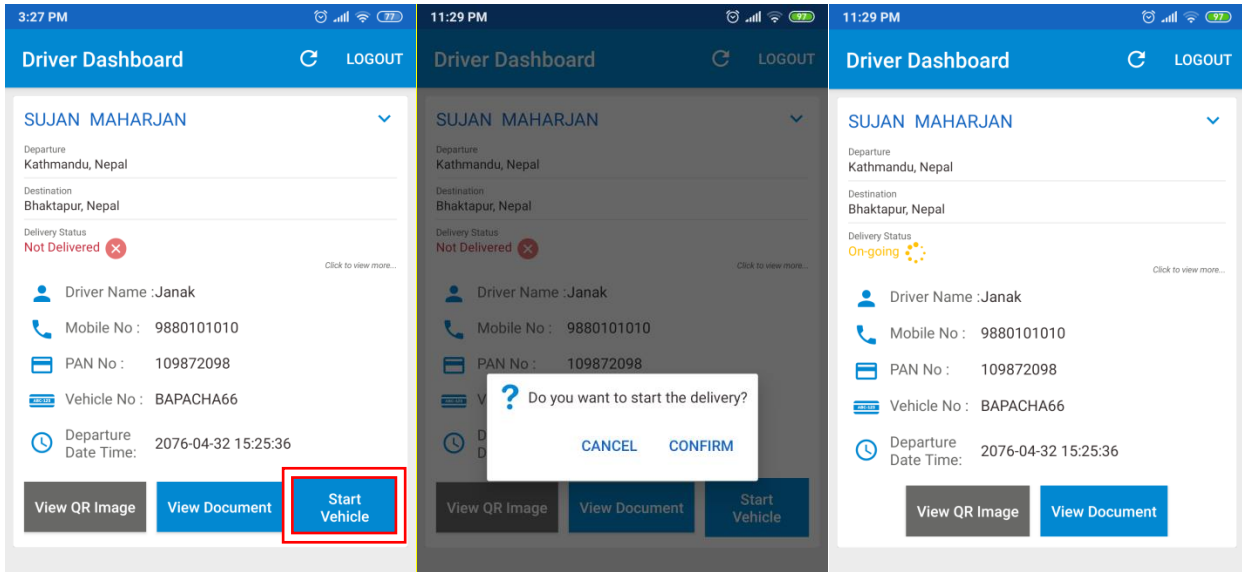 3:27 PM
77
Driver Dashboard
LOGOUT
SUJAN MAHARJAN
Departure
Kathmandu, Nepal
Destination
Bhaktapur, Nepal
Delivery Status
Not Delivered
Click to view more...
Driver Name :Janak
Mobile No : 9880101010
PAN No : 109872098
Vehicle No : BAPACHA66
Departure
Date Time: 2076-04-32 15:25:36
View QR Image
View Document
Start
Vehicle
11:29 PM
97
Driver Dashboard
LOGOUT
SUJAN MAHARJAN
Departure
Kathmandu, Nepal
Destination
Bhaktapur, Nepal
Delivery Status
Not Delivered
Click to view more...
Driver Name :Janak
Mobile No : 9880101010
PAN No : 109872098
V
D
D
Do you want to start the delivery?
CANCEL
CONFIRM
View QR Image
View Document
Start
Vehicle
11:29 PM
97
Driver Dashboard
LOGOUT
SUJAN MAHARJAN
Departure
Kathmandu, Nepal
Destination
Bhaktapur, Nepal
Delivery Status
On-going
Click to view more...
Driver Name :Janak
Mobile No : 9880101010
PAN No : 109872098
Vehicle No : BAPACHA66
Departure
Date Time: 2076-04-32 15:25:36
View QR Image
View Document